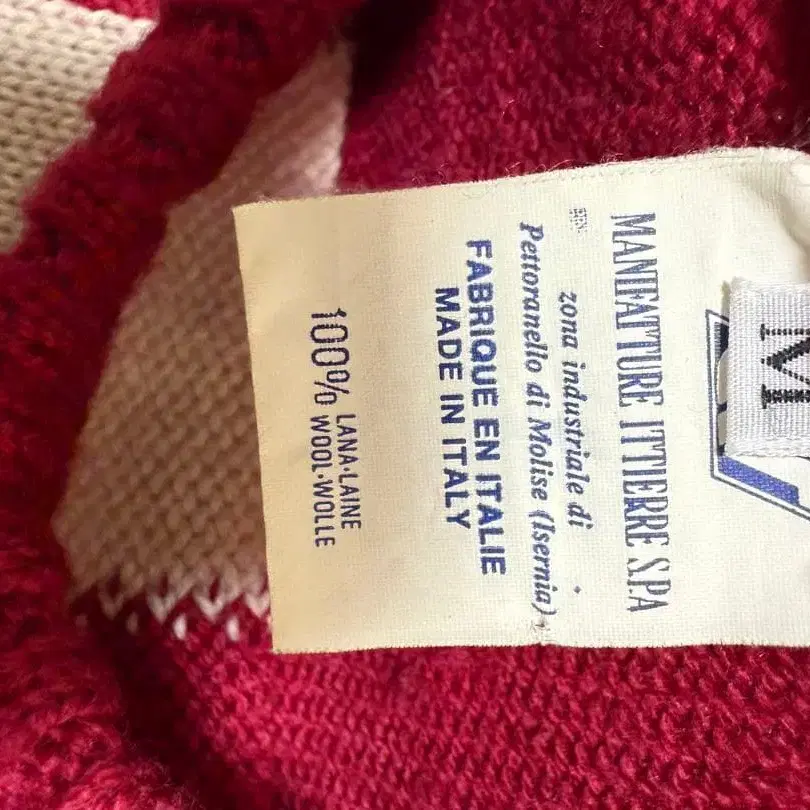 M
MANIFATTURE ITTIERRE S.P.A
zona industriale di
Pettoranello di Molise (Isernia)
FABRIQUE EN ITALIE
MADE IN ITALY
100% LANA·LAINE
WOOL·WOLLE